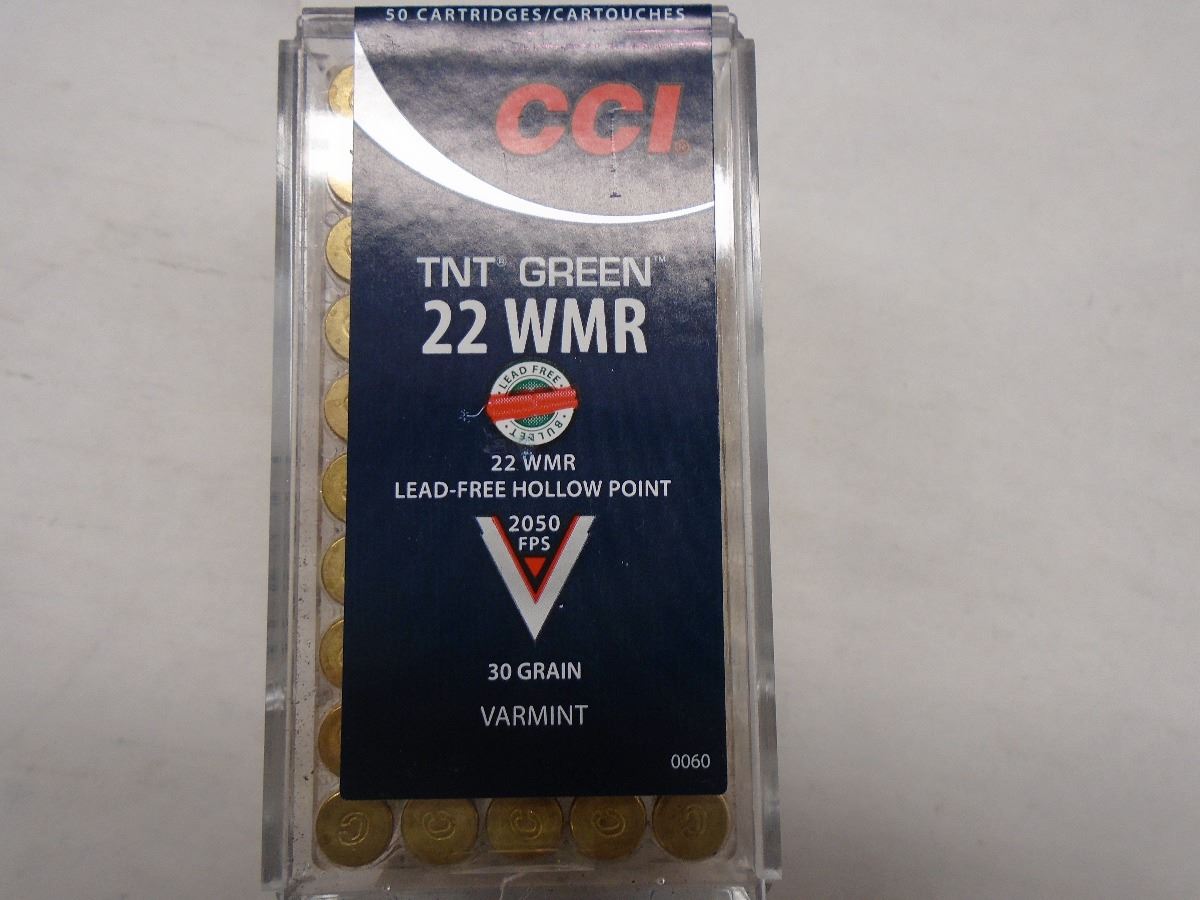 50 CARTRIDGES/CARTOUCHES
CCI®
TNT® GREEN™
22 WMR
LEAD FREE
BULLET
22 WMR
LEAD-FREE HOLLOW POINT
2050
FPS
30 GRAIN
VARMINT
0060
C C C C C